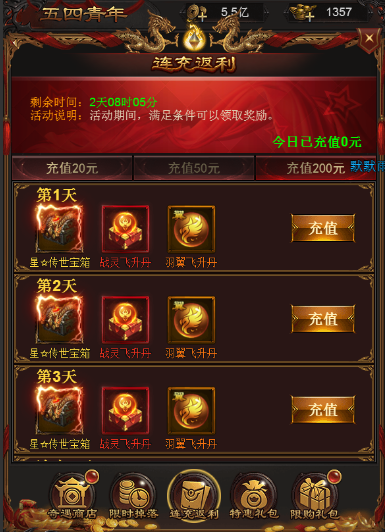 五四青年
5.5亿
1357
连充返利
剩余时间：2天08时05分
活动说明：活动期间，满足条件可以领取奖励。
今日已充值0元
充值20元
充值50元
充值200元
默默
第1天
翼
充值
星☆传世宝箱
战灵飞升丹
羽翼飞升丹
第2天
翼
充值
星☆传世宝箱
战灵飞升丹
羽翼飞升丹
第3天
翼
充值
星☆传世宝箱
战灵飞升丹
羽翼飞升丹
奇遇商店
限时掉落
连充返利
特惠礼包
限购礼包